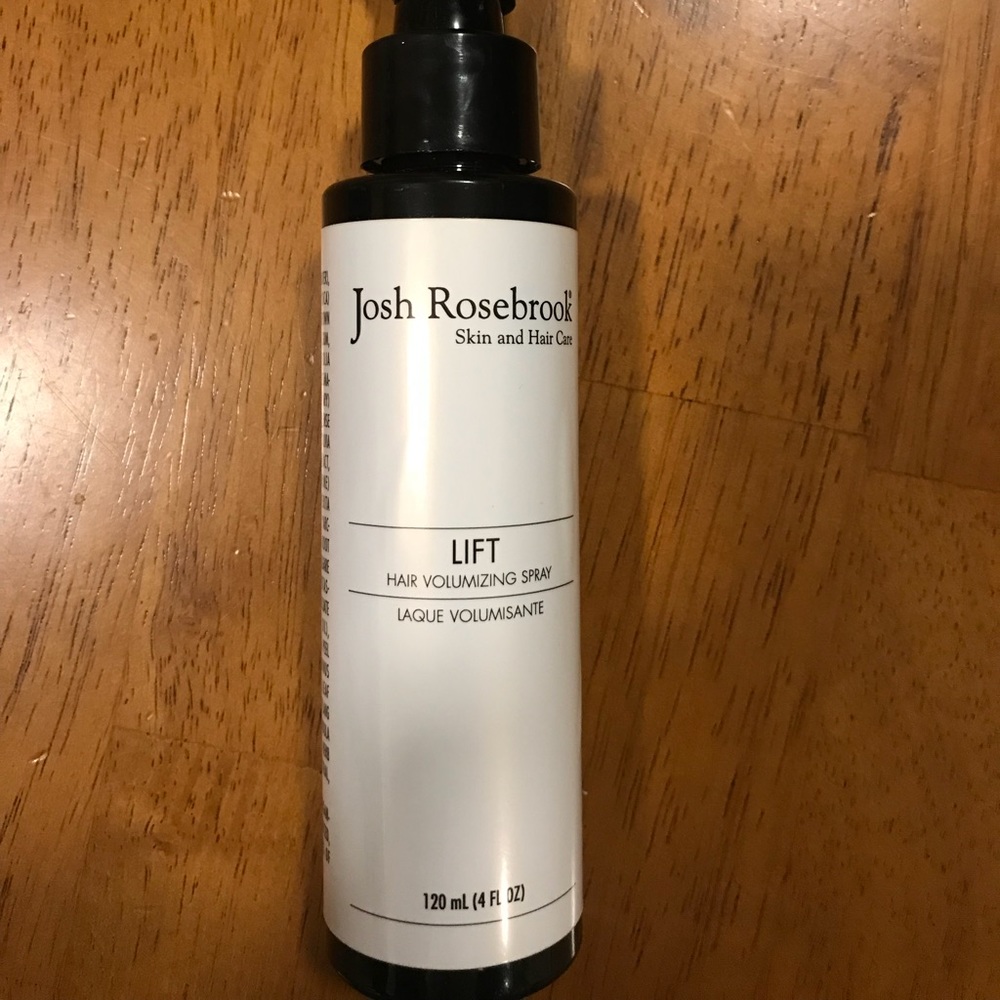 Josh Rosebrook®
Skin and Hair Care
LIFT
HAIR VOLUMIZING SPRAY
LAQUE VOLUMISANTE
120 mL (4 FL OZ)